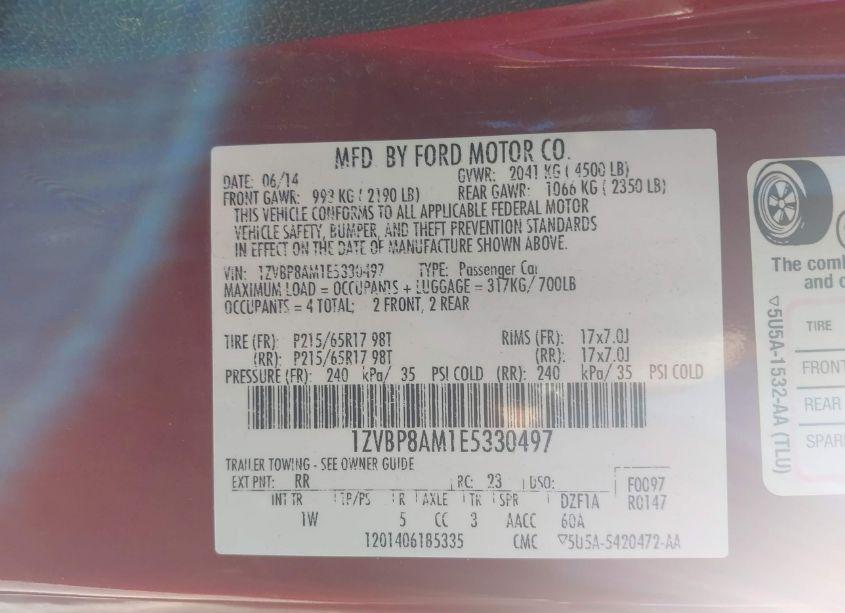 MFD. BY FORD MOTOR CO.
DATE: 06/14 GVWR: 2041 KG ( 4500 LB)
FRONT GAWR: 993 KG ( 2190 LB) REAR GAWR: 1066 KG ( 2350 LB)
THIS VEHICLE CONFORMS TO ALL APPLICABLE FEDERAL MOTOR
VEHICLE SAFETY, BUMPER, AND THEFT PREVENTION STANDARDS
IN EFFECT ON THE DATE OF MANUFACTURE SHOWN ABOVE.
VIN: 1ZVBP8AM1E5330497 TYPE: Passenger Car
MAXIMUM LOAD = OCCUPANTS + LUGGAGE = 317KG/ 700LB
OCCUPANTS = 4 TOTAL; 2 FRONT, 2 REAR
TIRE (FR): P215/65R17 98T RIMS (FR): 17x7.0J
(RR): P215/65R17 98T (RR): 17x7.0J
PRESSURE (FR): 240 kPa/ 35 PSI COLD (RR): 240 kPa/ 35 PSI COLD
1ZVBP8AM1E5330497
TRAILER TOWING - SEE OWNER GUIDE
EXT PNT: RR RC: 23 DSO: F0097
INT TR TP/PS R AXLE TR SPR DZF1A R0147
1W 5 CC 3 AACC 60A
1201406185335 CMC ▽5U5A-5420472-AA
The comb
and c
TIRE
FRONT
REAR
SPAR
▽5U5A-1532-AA (TLU)